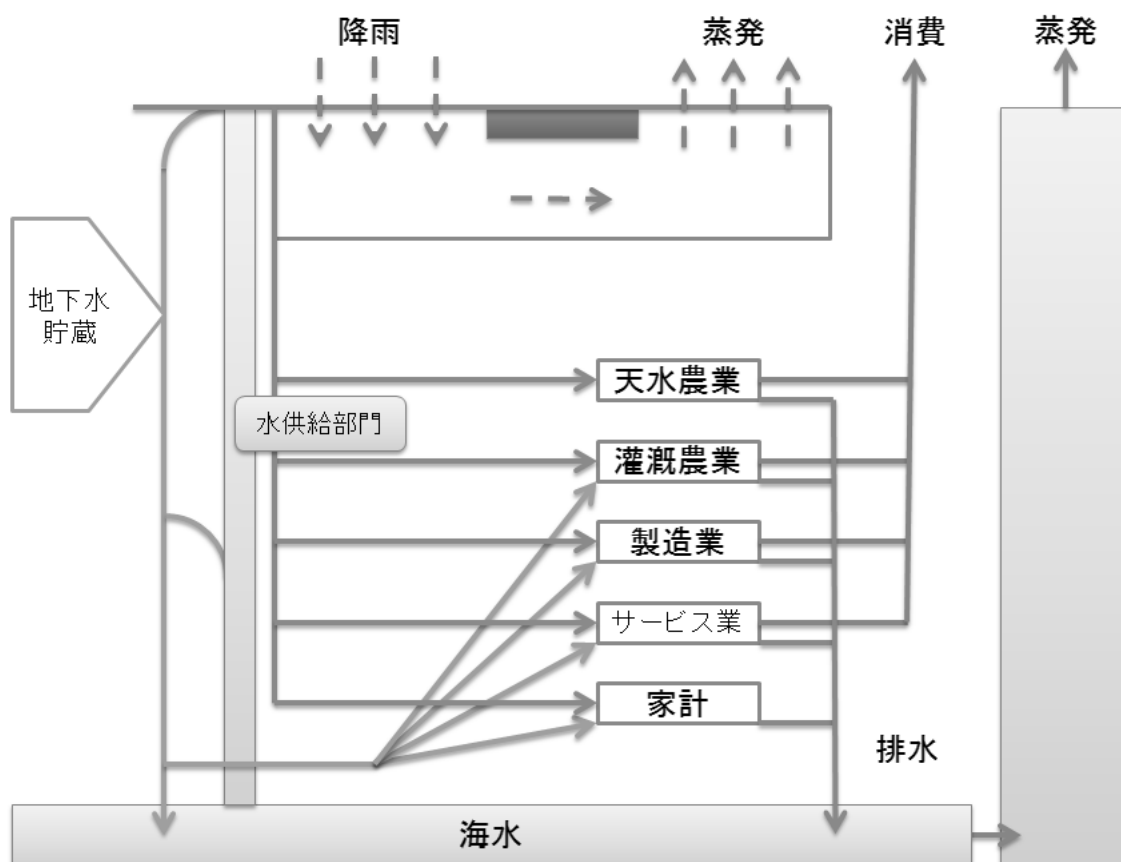 降雨
蒸発
消費
蒸発
地下水
貯蔵
天水農業
水供給部門
灌漑農業
製造業
サービス業
家計
排水
海水